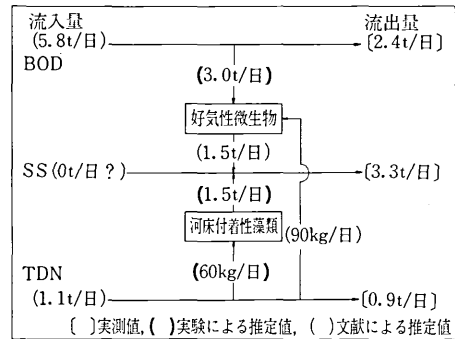 流入量 流出量
(5.8t/日) 〔2.4t/日〕
BOD
(3.0t/日)
好気性微生物
(1.5t/日)
SS(0t/日?) 〔3.3t/日〕
(1.5t/日)
河床付着性藻類
(90kg/日)
TDN (60kg/日)
(1.1t/日) 〔0.9t/日〕
〔 〕実測値,( )実験による推定値,( )文献による推定値